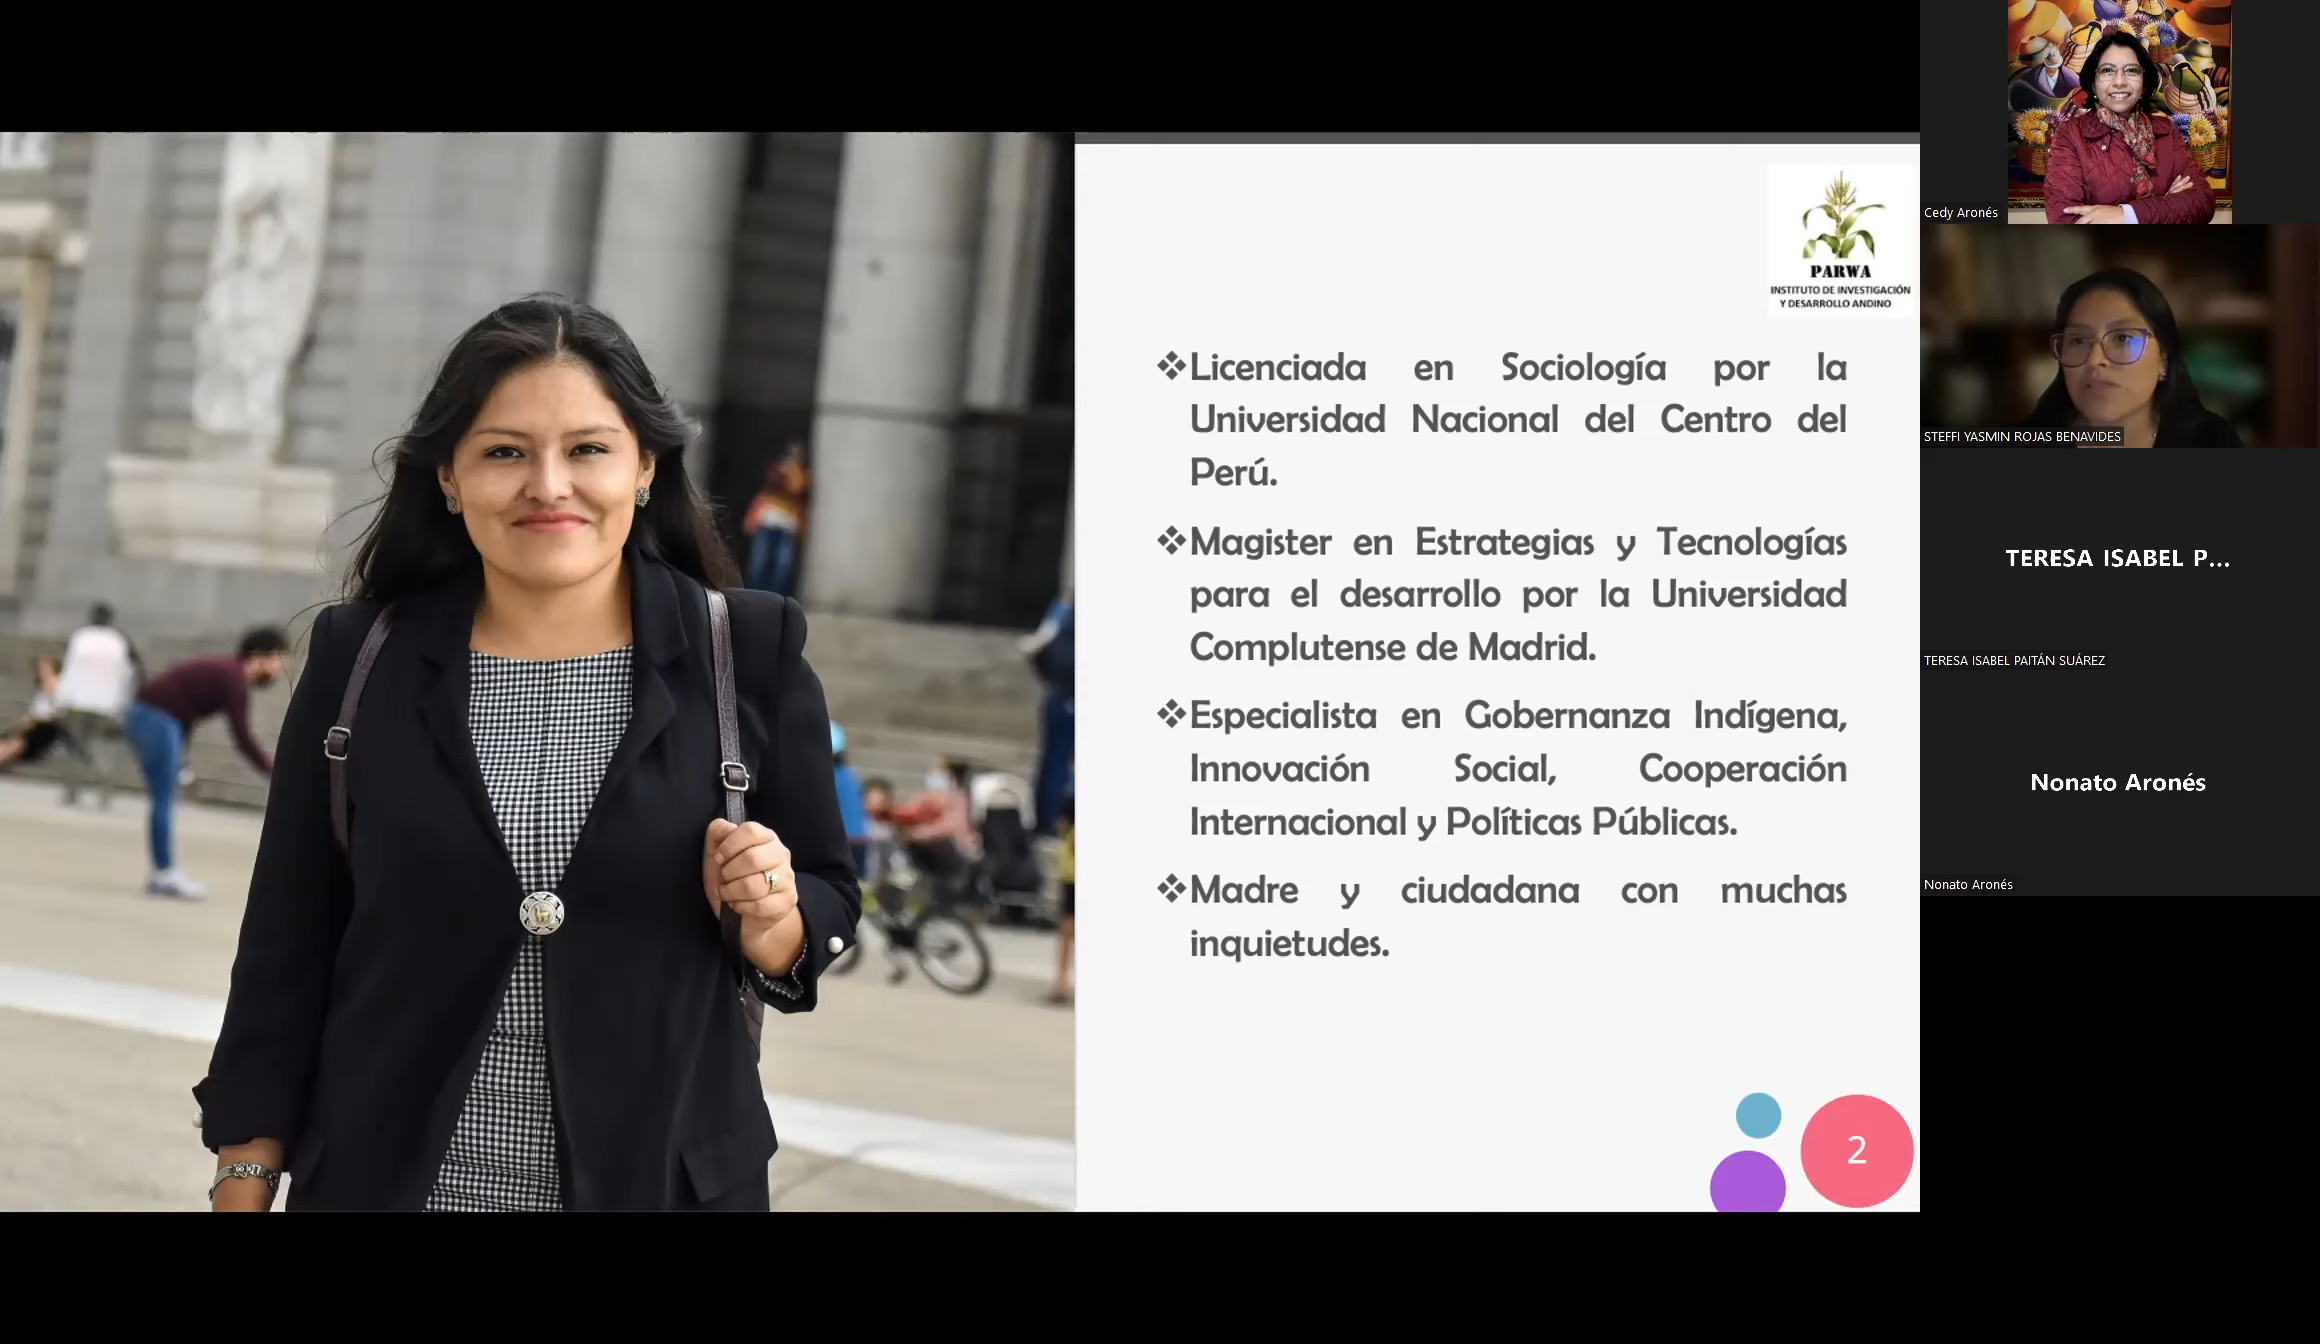 PARWA
INSTITUTO DE INVESTIGACIÓN
Y DESARROLLO ANDINO
❖Licenciada en Sociología por la
Universidad Nacional del Centro del
Perú.
❖Magister en Estrategias y Tecnologías
para el desarrollo por la Universidad
Complutense de Madrid.
❖Especialista en Gobernanza Indígena,
Innovación Social, Cooperación
Internacional y Políticas Públicas.
❖Madre y ciudadana con muchas
inquietudes.
2
Cedy Aronés
STEFFI YASMIN ROJAS BENAVIDES
TERESA ISABEL P...
TERESA ISABEL PAITÁN SUÁREZ
Nonato Aronés
Nonato Aronés